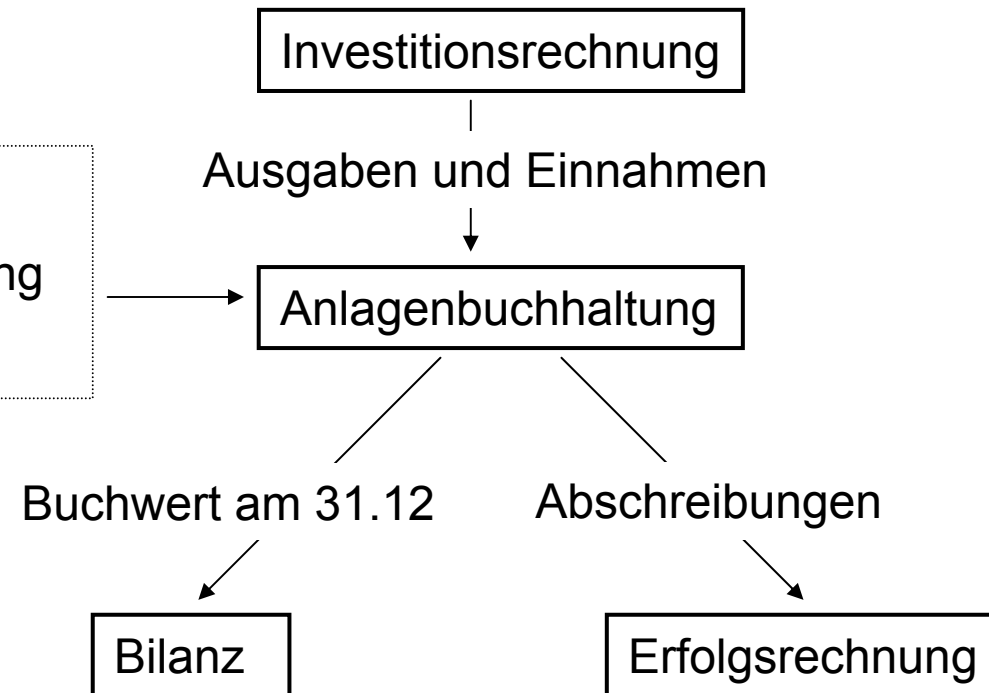 Investitionsrechnung
Ausgaben und Einnahmen
Anlagenbuchhaltung
Buchwert am 31.12
Abschreibungen
Bilanz
Erfolgsrechnung